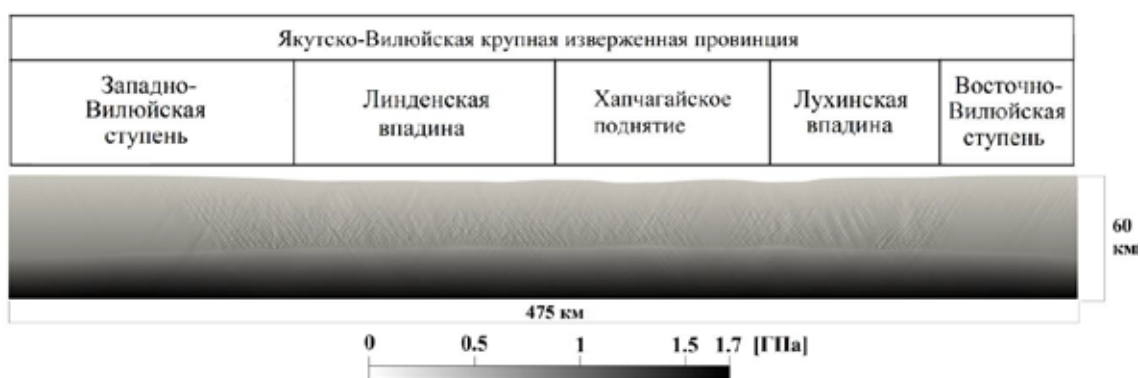 Якутско-Вилюйская крупная изверженная провинция
Западно-
Вилюйская
ступень
Линденская
впадина
Хапчагайское
поднятие
Лухинская
впадина
Восточно-
Вилюйская
ступень
60
км
475 км
0 0.5 1 1.5 1.7 [ГПа]